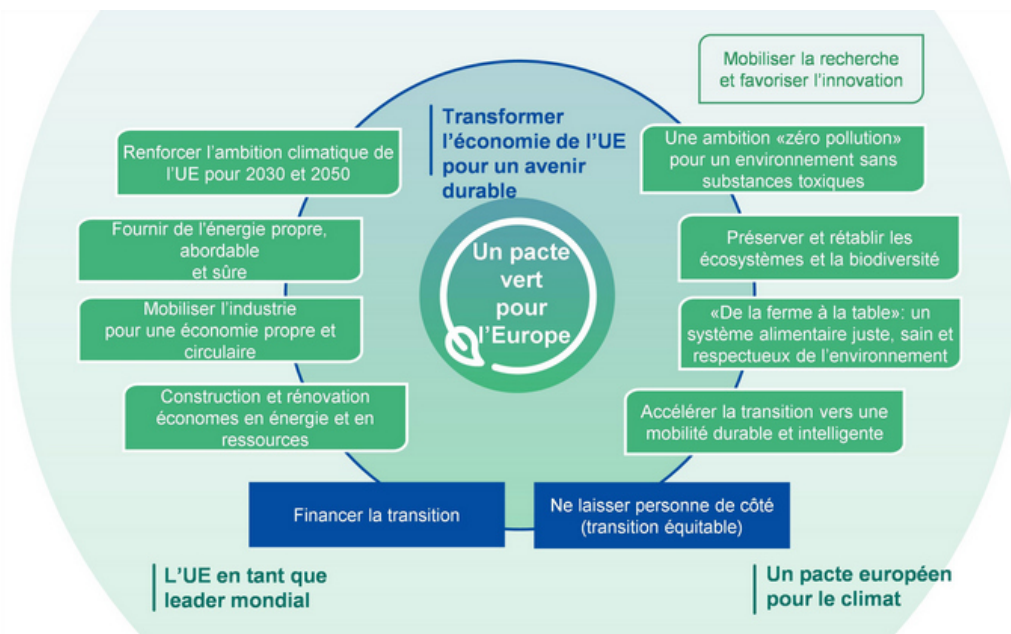 Mobiliser la recherche
et favoriser l'innovation
Transformer
l'économie de l'UE
pour un avenir
durable
Renforcer l'ambition climatique de
l'UE pour 2030 et 2050
Une ambition «zéro pollution»
pour un environnement sans
substances toxiques
Fournir de l'énergie propre,
abordable
et sûre
Préserver et rétablir les
écosystèmes et la biodiversité
Un pacte
vert
pour
l'Europe
Mobiliser l'industrie
pour une économie propre et
circulaire
«De la ferme à la table»: un
système alimentaire juste, sain et
respectueux de l'environnement
Construction et rénovation
économes en énergie et en
ressources
Accélérer la transition vers une
mobilité durable et intelligente
Financer la transition
Ne laisser personne de côté
(transition équitable)
L'UE en tant que
leader mondial
Un pacte européen
pour le climat